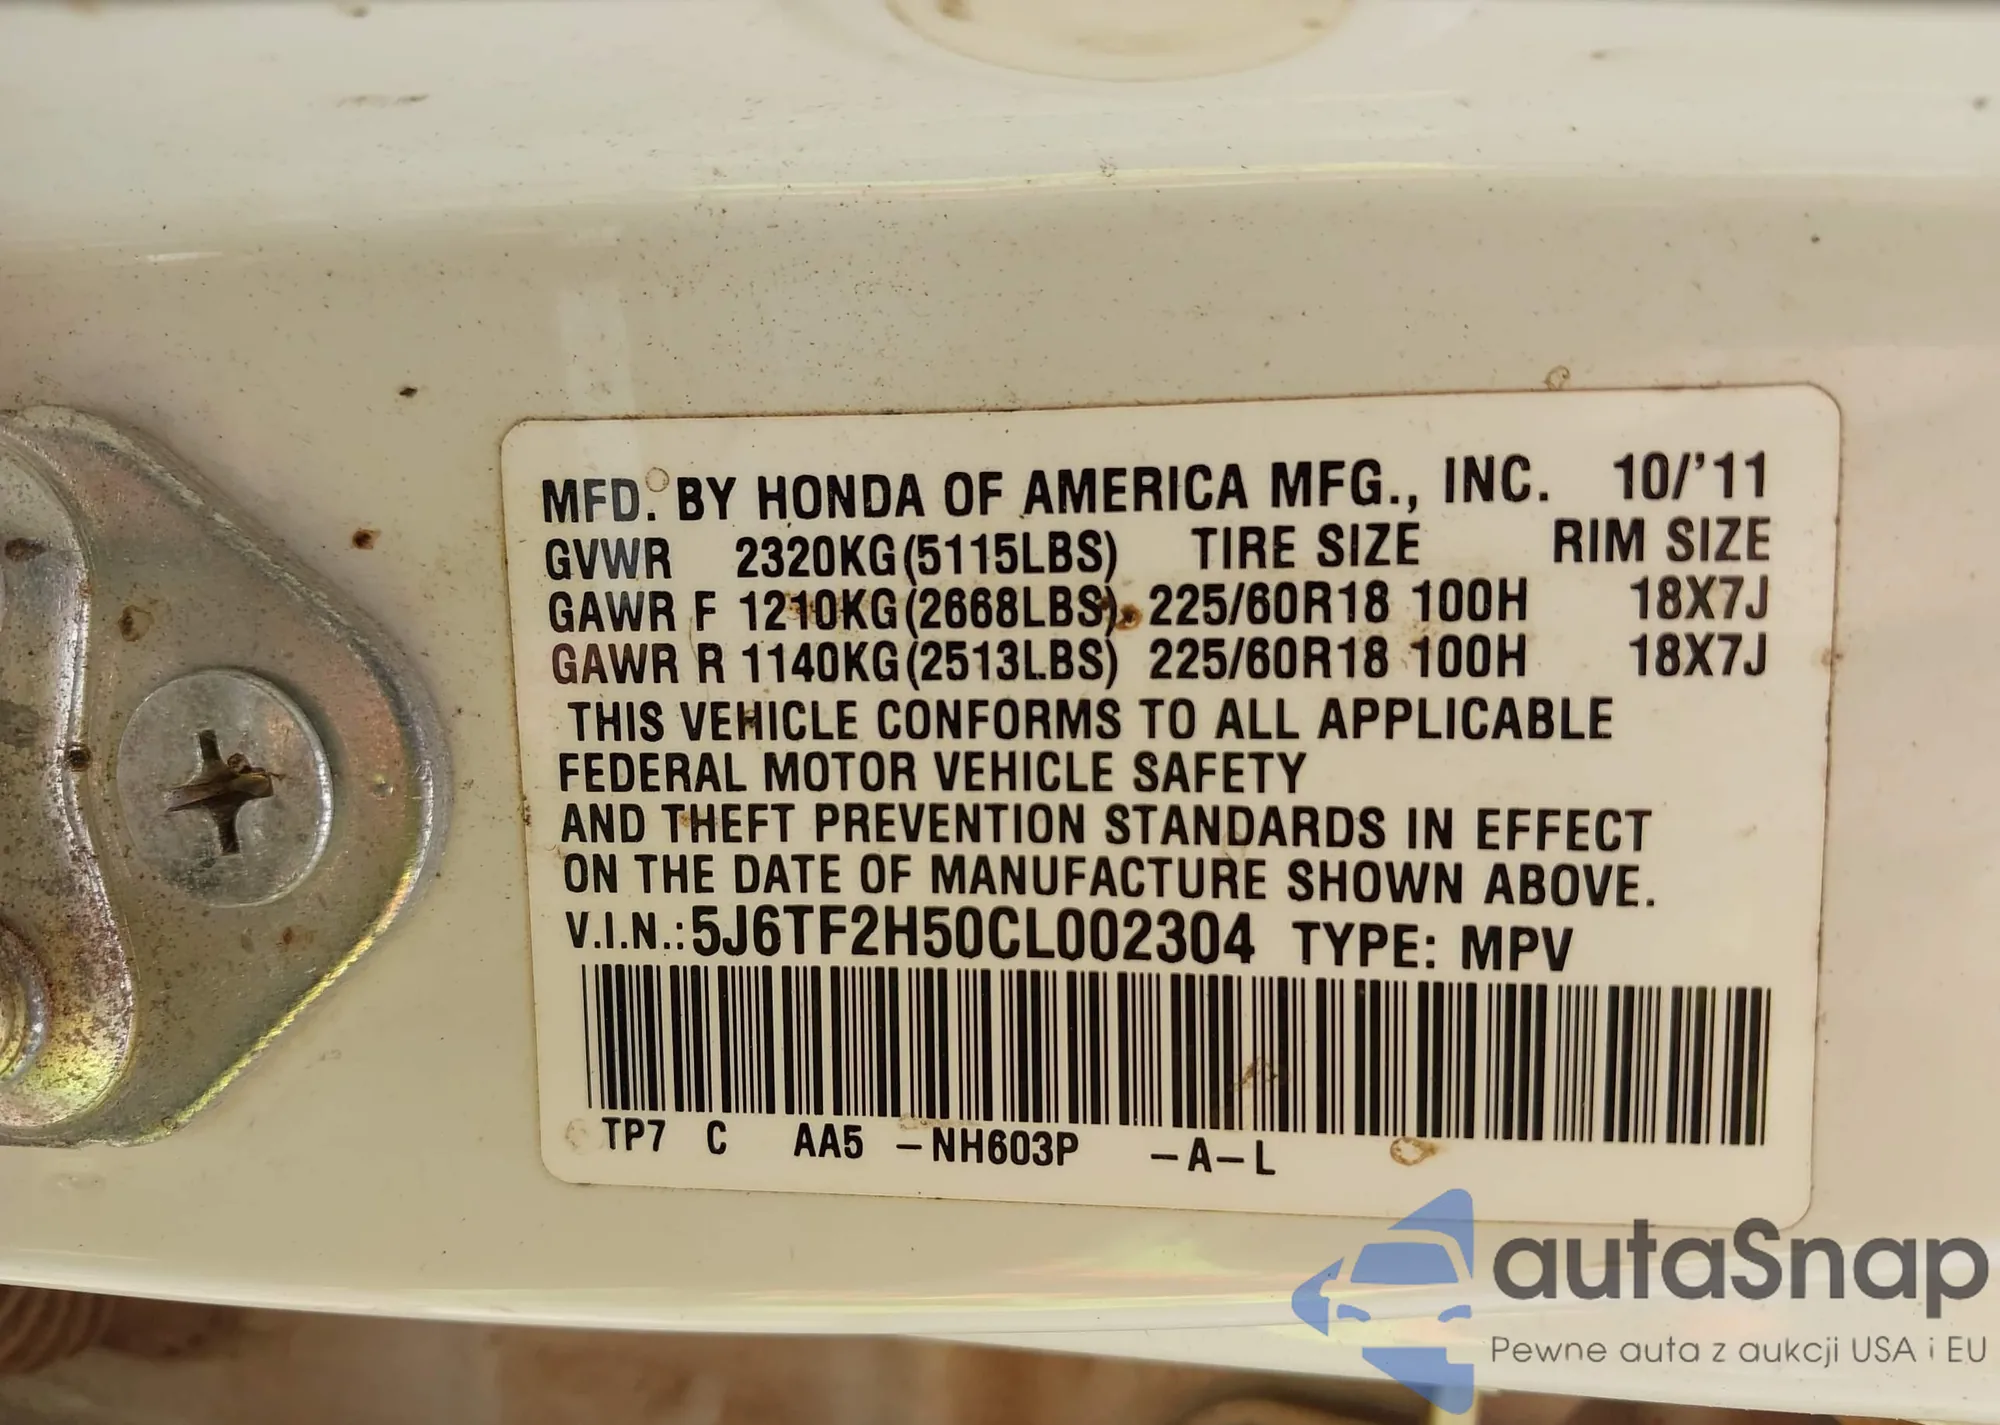 MFD. BY HONDA OF AMERICA MFG., INC. 10/'11
GVWR 2320KG(5115LBS) TIRE SIZE RIM SIZE
GAWR F 1210KG(2668LBS) 225/60R18 100H 18X7J
GAWR R 1140KG(2513LBS) 225/60R18 100H 18X7J
THIS VEHICLE CONFORMS TO ALL APPLICABLE
FEDERAL MOTOR VEHICLE SAFETY
AND THEFT PREVENTION STANDARDS IN EFFECT
ON THE DATE OF MANUFACTURE SHOWN ABOVE.
V.I.N.:5J6TF2H50CL002304 TYPE: MPV
TP7 C AA5 -NH603P -A-L
autaSnap
Pewne auta z aukcji USA i EU